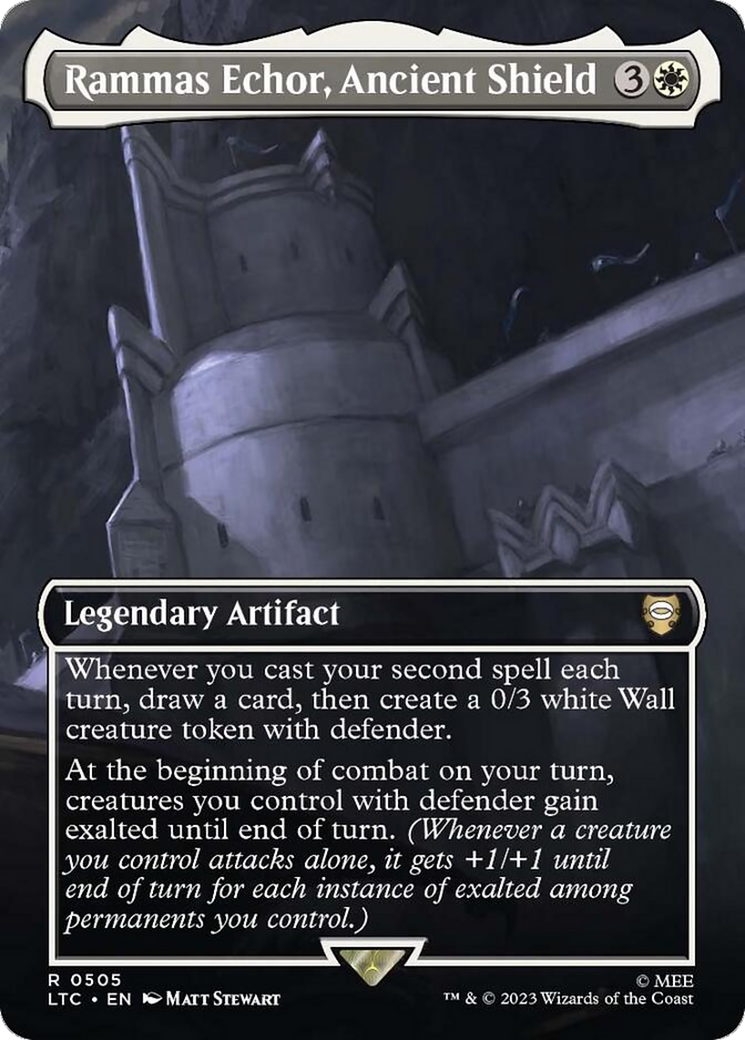 Rammas Echor, Ancient Shield 3
Legendary Artifact
Whenever you cast your second spell each
turn, draw a card, then create a 0/3 white Wall
creature token with defender.
At the beginning of combat on your turn,
creatures you control with defender gain
exalted until end of turn. (Whenever a creature
you control attacks alone, it gets +1/+1 until
end of turn for each instance of exalted among
permanents you control.)
R 0505
LTC • EN Matt Stewart
© MEE
™ & © 2023 Wizards of the Coast